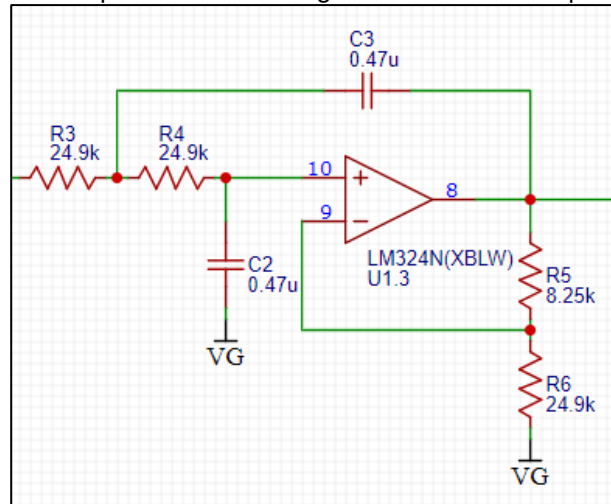 C3
0.47u
R3
24.9k
R4
24.9k
10
9
8
LM324N(XBLW)
U1.3
C2
0.47u
VG
R5
8.25k
R6
24.9k
VG